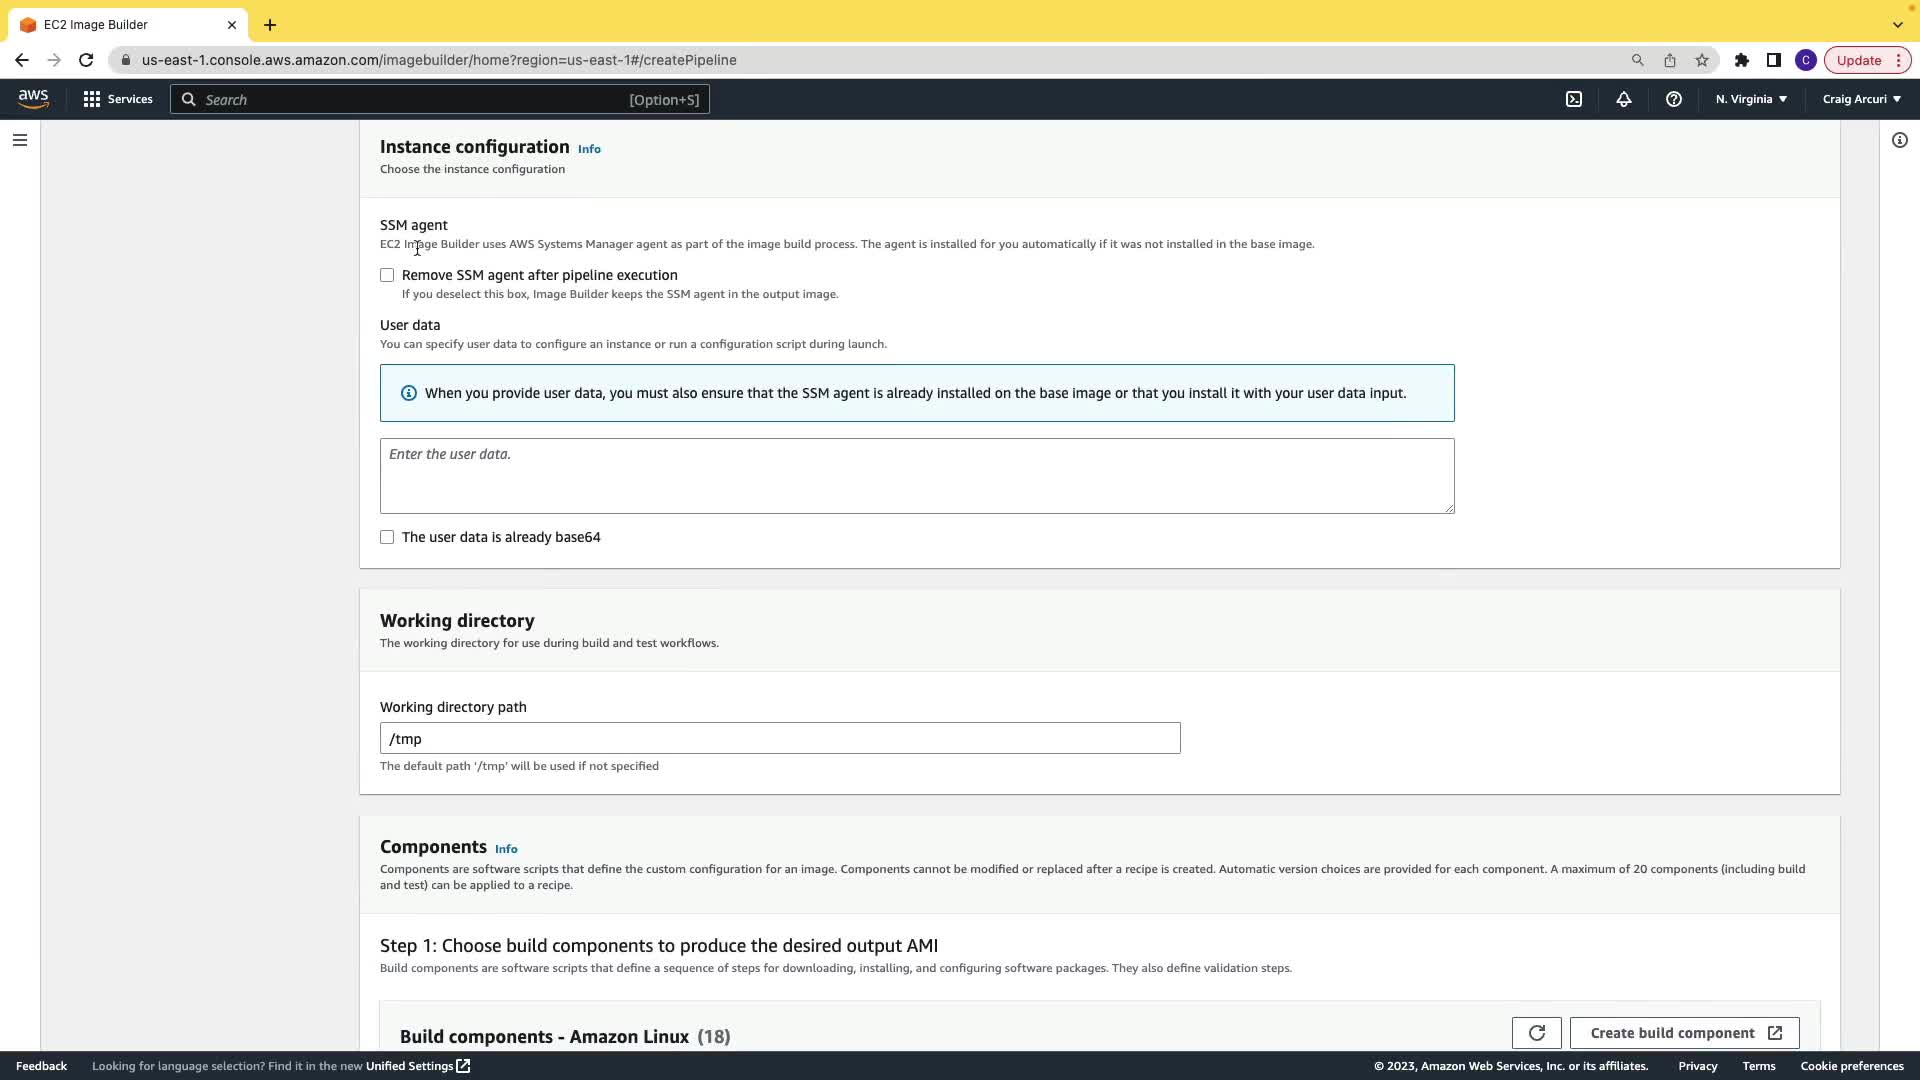 EC2 Image Builder
us-east-1.console.aws.amazon.com/imagebuilder/home?region=us-east-1#/createPipeline
C
Update
aws
Services
Search
[Option+S]
N. Virginia
Craig Arcuri
Instance configuration Info
Choose the instance configuration
SSM agent
EC2 Image Builder uses AWS Systems Manager agent as part of the image build process. The agent is installed for you automatically if it was not installed in the base image.
Remove SSM agent after pipeline execution
If you deselect this box, Image Builder keeps the SSM agent in the output image.
User data
You can specify user data to configure an instance or run a configuration script during launch.
When you provide user data, you must also ensure that the SSM agent is already installed on the base image or that you install it with your user data input.
Enter the user data.
The user data is already base64
Working directory
The working directory for use during build and test workflows.
Working directory path
/tmp
The default path '/tmp' will be used if not specified
Components Info
Components are software scripts that define the custom configuration for an image. Components cannot be modified or replaced after a recipe is created. Automatic version choices are provided for each component. A maximum of 20 components (including build
and test) can be applied to a recipe.
Step 1: Choose build components to produce the desired output AMI
Build components are software scripts that define a sequence of steps for downloading, installing, and configuring software packages. They also define validation steps.
Build components - Amazon Linux (18)
Create build component
Feedback
Looking for language selection? Find it in the new Unified Settings
© 2023, Amazon Web Services, Inc. or its affiliates.
Privacy
Terms
Cookie preferences